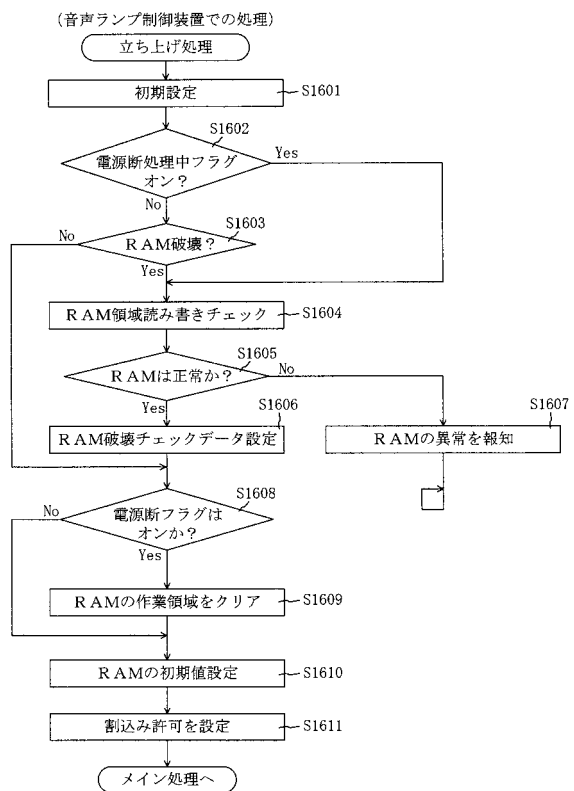 (音声ランプ制御装置での処理)
立ち上げ処理
初期設定
S1601
S1602
電源断処理中フラグ
オン?
Yes
No
S1603
No
RAM破壊?
Yes
RAM領域読み書きチェック
S1604
S1605
RAMは正常か?
No
Yes
S1606
S1607
RAM破壊チェックデータ設定
RAMの異常を報知
S1608
No
電源断フラグは
オンか?
Yes
RAMの作業領域をクリア
S1609
RAMの初期値設定
S1610
割込み許可を設定
S1611
メイン処理へ